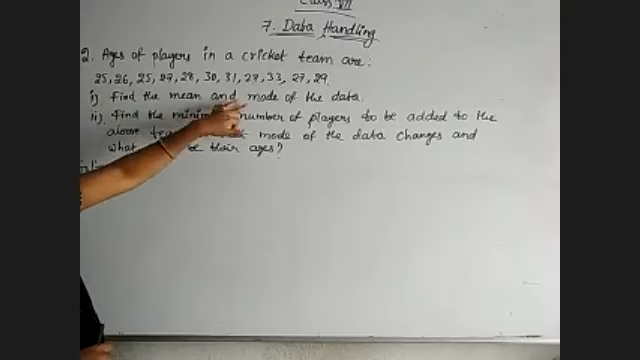 Class VII
7. Data Handling
2. Ages of players in a cricket team are:
25, 26, 25, 27, 28, 30, 31, 27, 33, 27, 29.
i). Find the mean and mode of the data.
ii). Find the minimum number of players to be added to the
above mode of the data changes and
what be their ages?